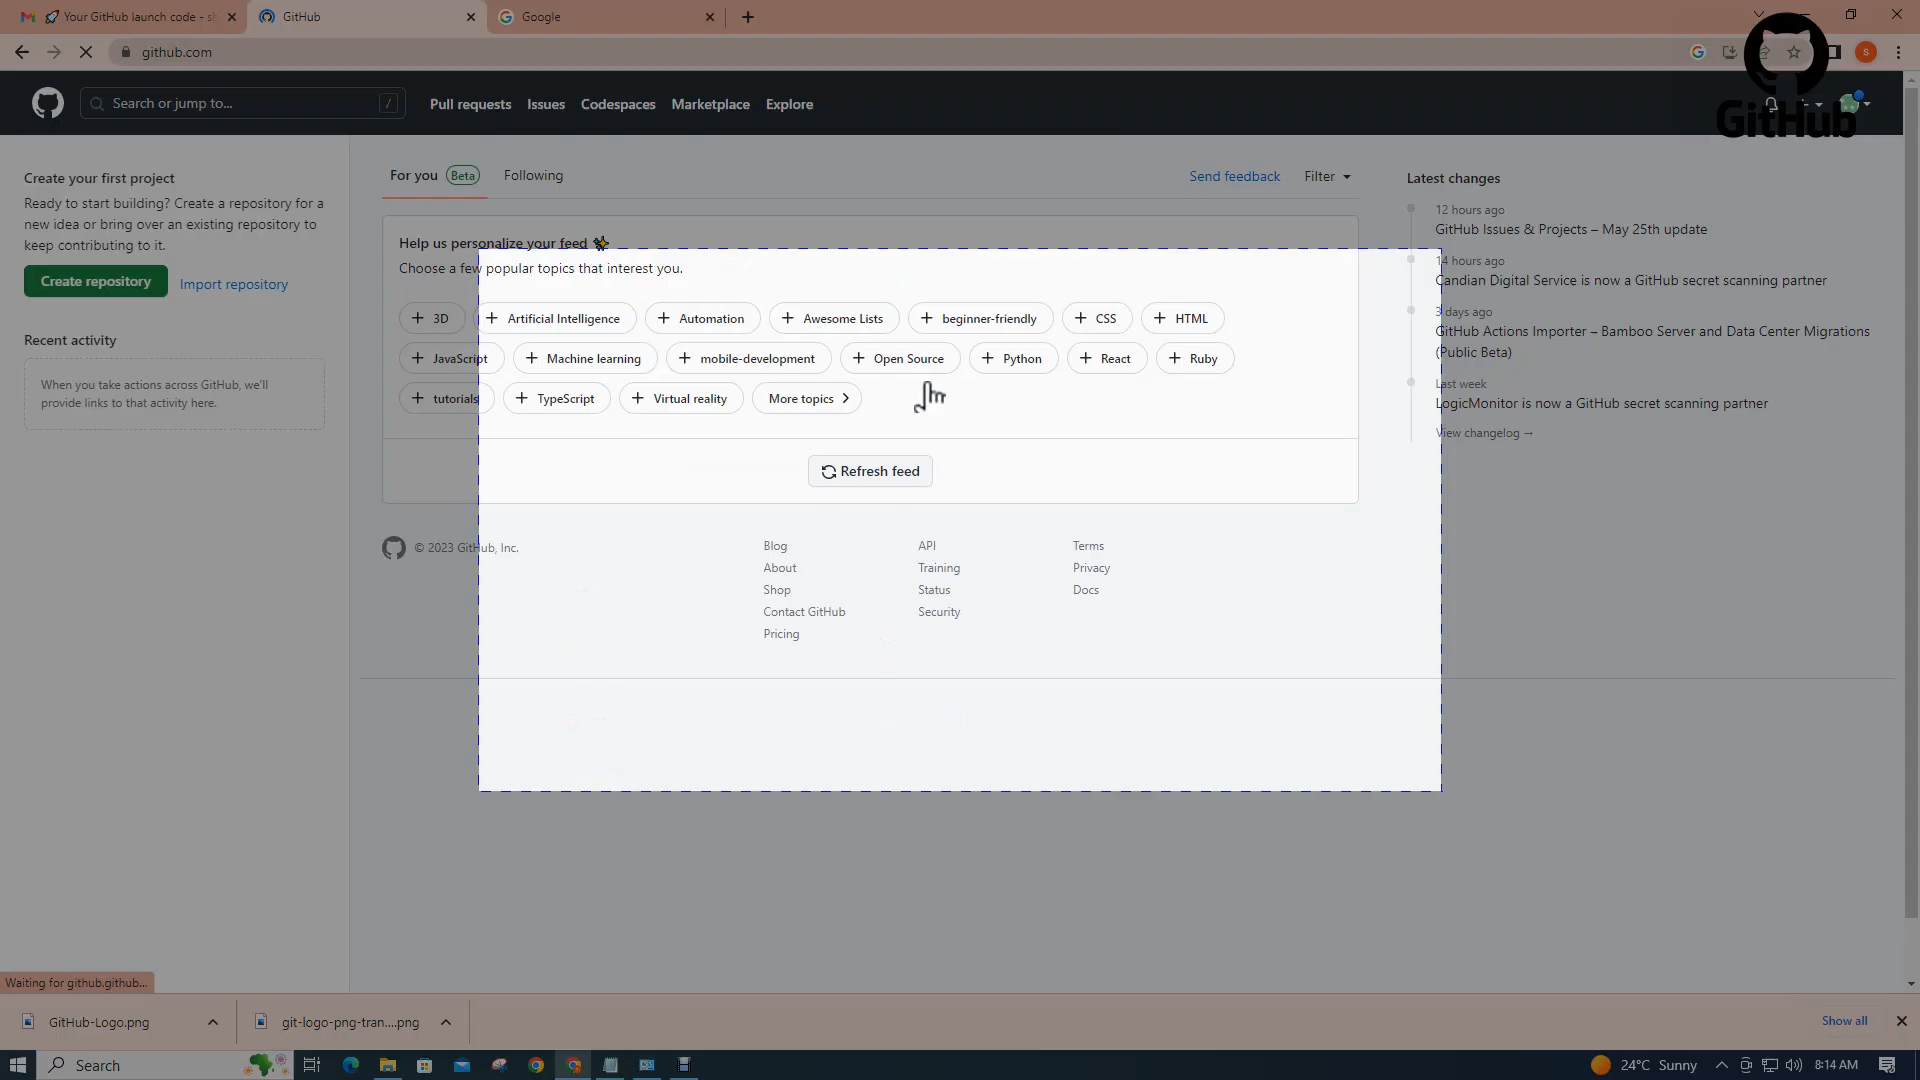 Your GitHub launch code - s
GitHub
Google
github.com
GitHub
Search or jump to...
/
Pull requests
Issues
Codespaces
Marketplace
Explore
Create your first project
Ready to start building? Create a repository for a
new idea or bring over an existing repository to
keep contributing to it.
Create repository
Import repository
Recent activity
When you take actions across GitHub, we'll
provide links to that activity here.
For you
Beta
Following
Send feedback
Filter
Help us personalize your feed
Choose a few popular topics that interest you.
3D
Artificial Intelligence
Automation
Awesome Lists
beginner-friendly
CSS
HTML
JavaScript
Machine learning
mobile-development
Open Source
Python
React
Ruby
tutorials
TypeScript
Virtual reality
More topics
Refresh feed
© 2023 GitHub, Inc.
Blog
About
Shop
Contact GitHub
Pricing
API
Training
Status
Security
Terms
Privacy
Docs
Latest changes
12 hours ago
GitHub Issues & Projects – May 25th update
14 hours ago
Candian Digital Service is now a GitHub secret scanning partner
3 days ago
GitHub Actions Importer – Bamboo Server and Data Center Migrations
(Public Beta)
Last week
LogicMonitor is now a GitHub secret scanning partner
View changelog →
Waiting for github.github...
GitHub-Logo.png
git-logo-png-tran....png
Show all
Search
24°C Sunny
8:14 AM